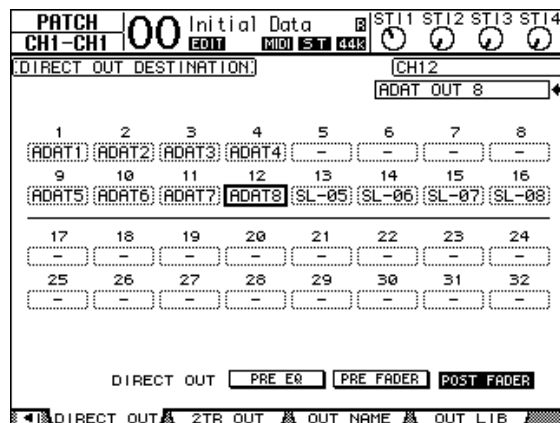 PATCH 00 Initial Data R ST11 ST12 ST13 ST14
CH1-CH1 EDIT MIDI ST 44k
DIRECT OUT DESTINATION CH12
ADAT OUT 8
1 2 3 4 5 6 7 8
ADAT1 ADAT2 ADAT3 ADAT4 - - - -
9 10 11 12 13 14 15 16
ADAT5 ADAT6 ADAT7 ADAT8 SL-05 SL-06 SL-07 SL-08
17 18 19 20 21 22 23 24
- - - - - - - -
25 26 27 28 29 30 31 32
- - - - - - - -
DIRECT OUT PRE EQ PRE FADER POST FADER
DIRECT OUT 2TR OUT OUT NAME OUT LIB